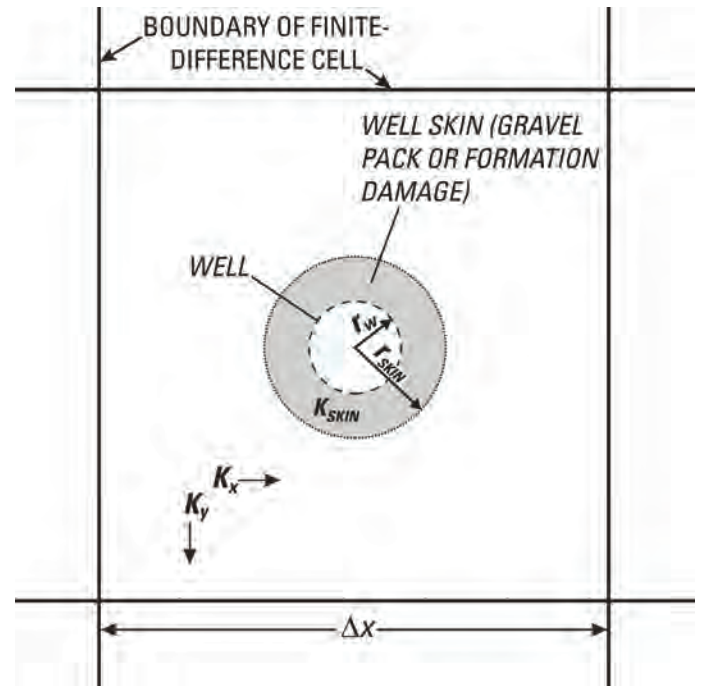 BOUNDARY OF FINITE-
DIFFERENCE CELL
WELL SKIN (GRAVEL
PACK OR FORMATION
DAMAGE)
WELL
rw
rSKIN
KSKIN
Kx
Ky
Δx